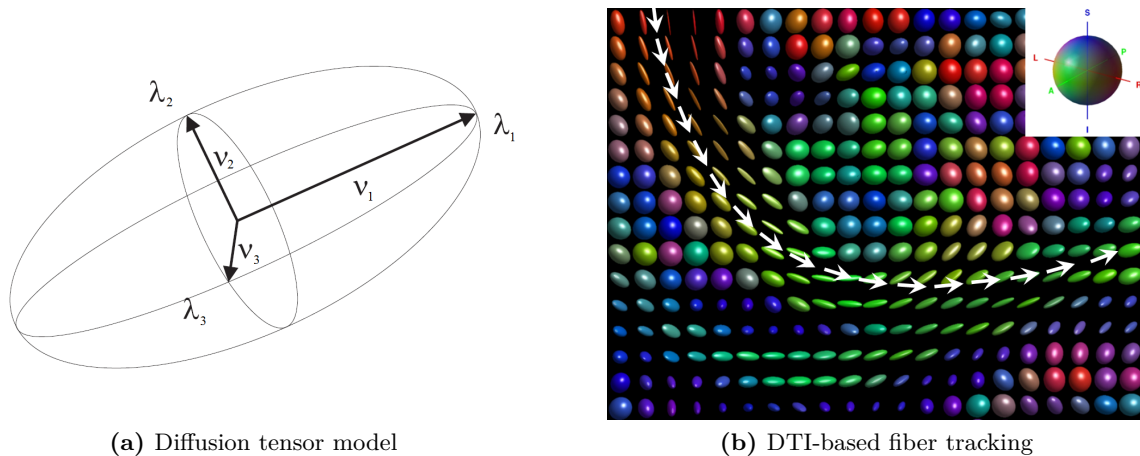 λ₂
λ₁
ν₂
ν₁
ν₃
λ₃
S
L
P
A
R
I
(a) Diffusion tensor model
(b) DTI-based fiber tracking